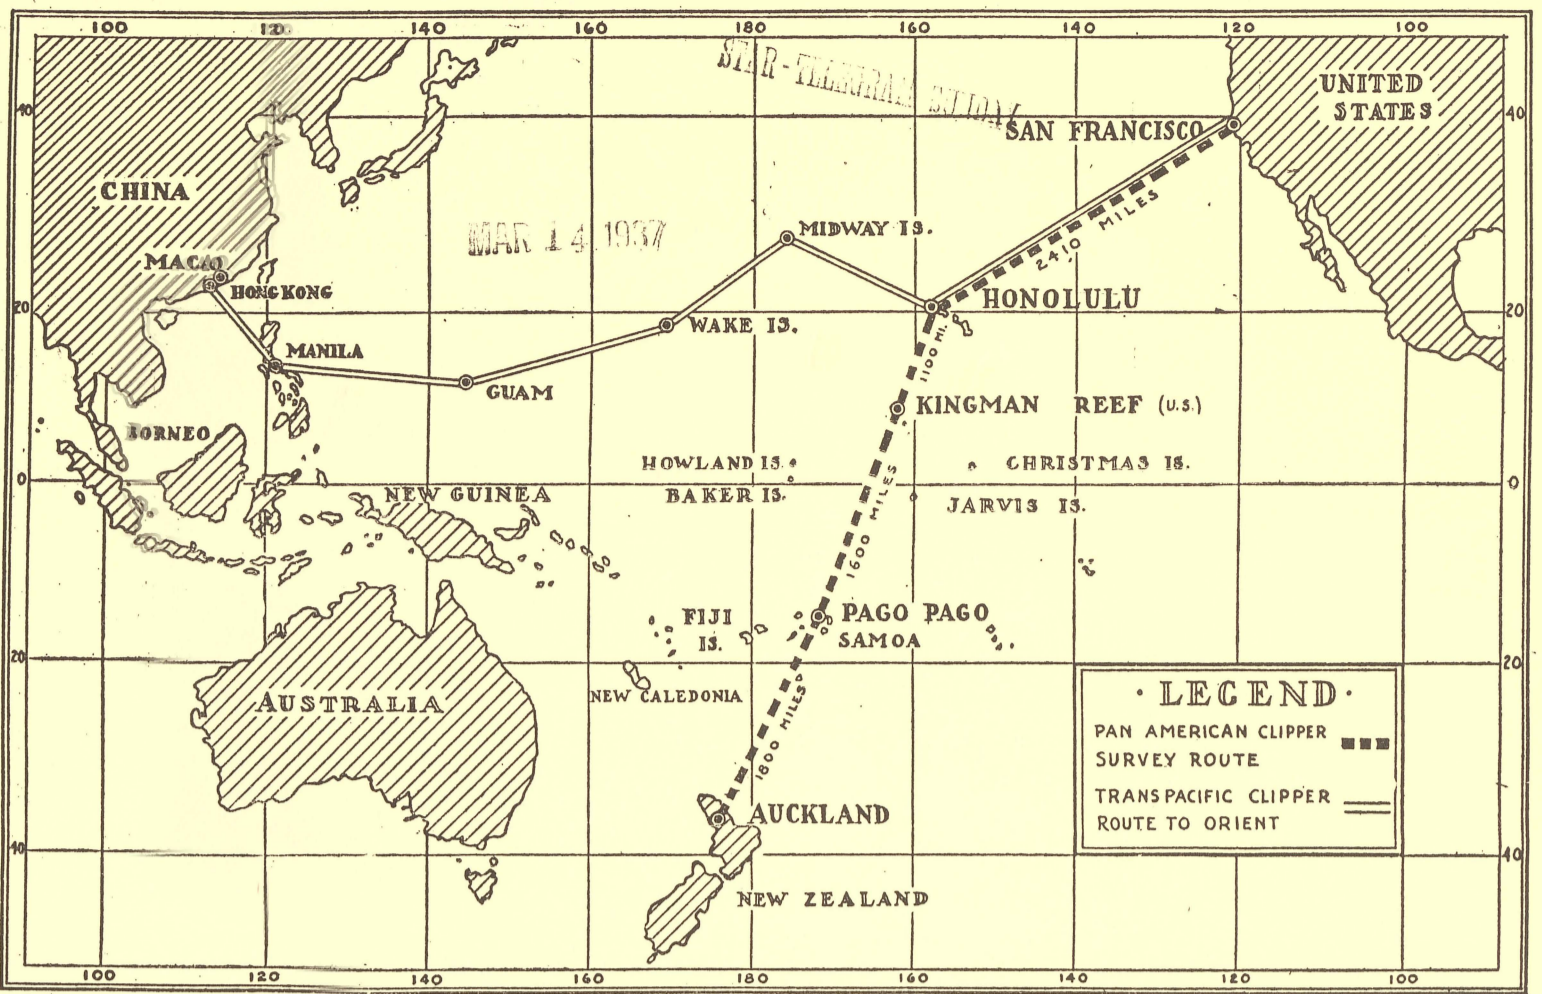 100 120 140 160 180 160 140 120 100
STAR-TELEGRAM
UNITED
STATES
40 40
SAN FRANCISCO
CHINA
2410 MILES
MAR 14 1937
MIDWAY IS.
MACAO
HONG KONG
HONOLULU
20 20
WAKE IS.
MANILA
1100 MI.
GUAM
KINGMAN REEF (U.S.)
BORNEO
HOWLAND IS.
CHRISTMAS IS.
0 0
NEW GUINEA
BAKER IS.
JARVIS IS.
1600 MILES
FIJI
IS.
PAGO PAGO
SAMOA
20 20
NEW CALEDONIA
AUSTRALIA
1800 MILES
· LEGEND ·
PAN AMERICAN CLIPPER
SURVEY ROUTE
TRANSPACIFIC CLIPPER
ROUTE TO ORIENT
AUCKLAND
40 40
NEW ZEALAND
100 120 140 160 180 160 140 120 100